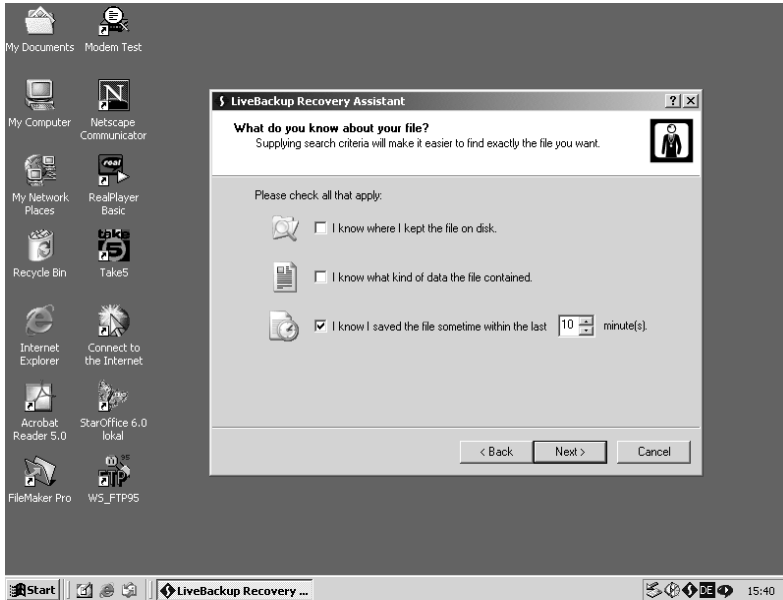 My Documents
Modem Test
My Computer
Netscape
Communicator
N
My Network
Places
real
RealPlayer
Basic
Recycle Bin
take
5
Take5
Internet
Explorer
Connect to
the Internet
Acrobat
Reader 5.0
StarOffice 6.0
lokal
FileMaker Pro
95
FTP
WS_FTP95
LiveBackup Recovery Assistant
What do you know about your file?
Supplying search criteria will make it easier to find exactly the file you want.
Please check all that apply:
I know where I kept the file on disk.
I know what kind of data the file contained.
I know I saved the file sometime within the last 10 minute(s).
< Back Next > Cancel
Start LiveBackup Recovery ... DE 15:40